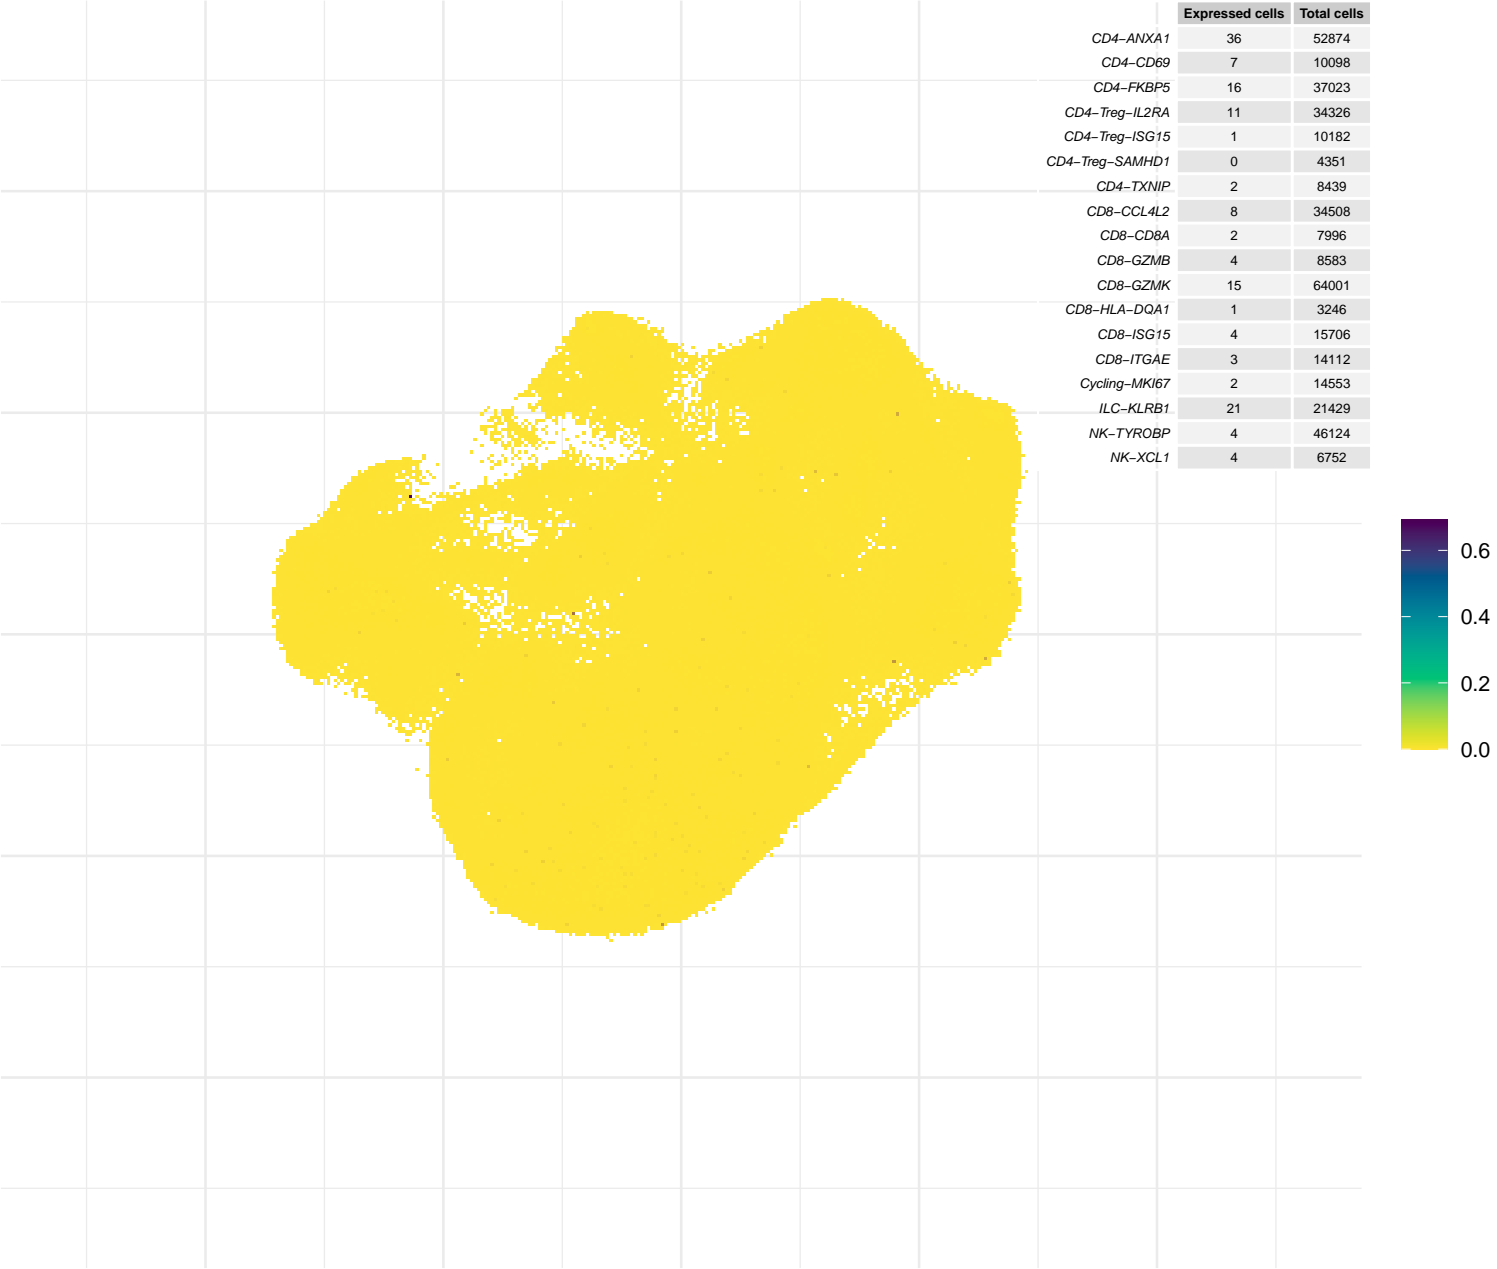 Expressed cells Total cells
CD4−ANXA1 36 52874
CD4−CD69 7 10098
CD4−FKBP5 16 37023
CD4−Treg−IL2RA 11 34326
CD4−Treg−ISG15 1 10182
CD4−Treg−SAMHD1 0 4351
CD4−TXNIP 2 8439
CD8−CCL4L2 8 34508
CD8−CD8A 2 7996
CD8−GZMB 4 8583
CD8−GZMK 15 64001
CD8−HLA−DQA1 1 3246
CD8−ISG15 4 15706
CD8−ITGAE 3 14112
Cycling−MKI67 2 14553
ILC−KLRB1 21 21429
NK−TYROBP 4 46124
NK−XCL1 4 6752
0.6
0.4
0.2
0.0